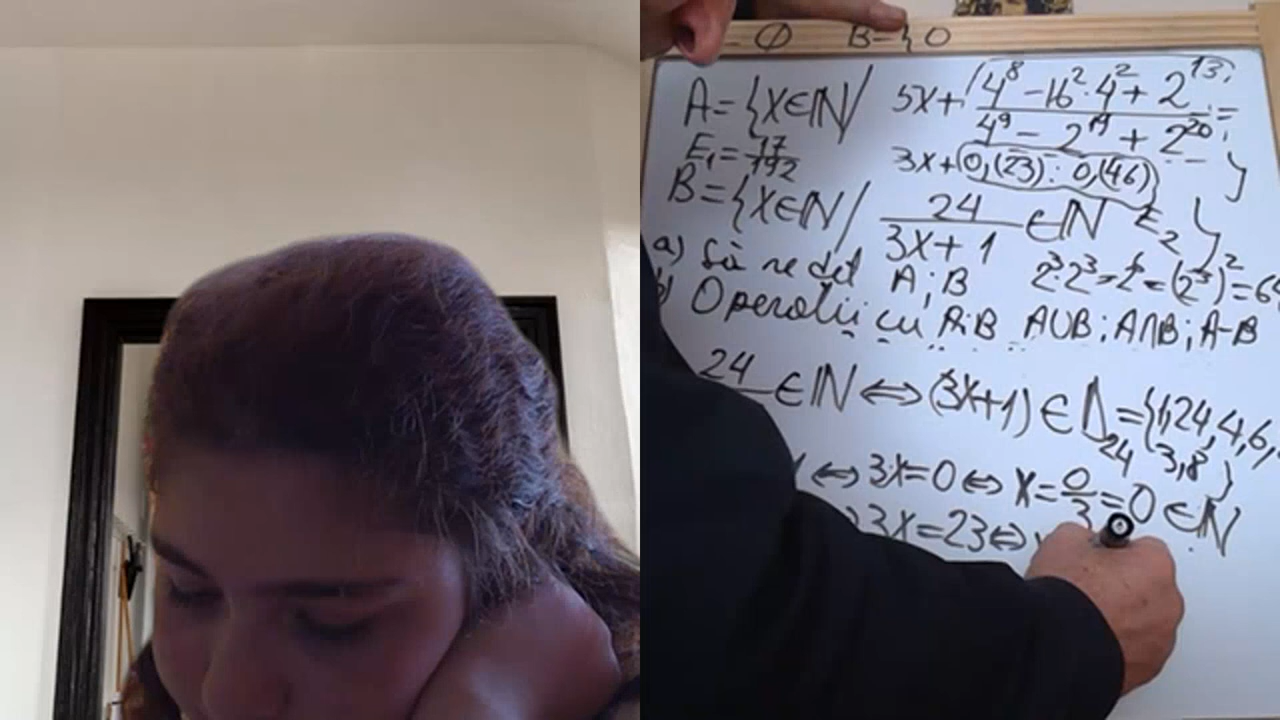 = ∅ B={0
A={X∈ℕ/ 5X+ (4⁸-16²·4²+2¹³)/(4⁹-2¹⁹+2²⁰) =
E₁=17/192 3X+0,(23):0,(46) }
B={X∈ℕ/ 24/(3X+1) ∈ℕ E₂ }
a) Să se det A;B 2³·2³=2⁶=(2³)²=64
b) Operații cu A;B A∪B;A∩B;A-B
24 ∈ℕ⇔(3X+1)∈D₂₄={1,24,4,6,
3,8}
⇔3X=0⇔X=0/3=0∈ℕ
3X=23⇔